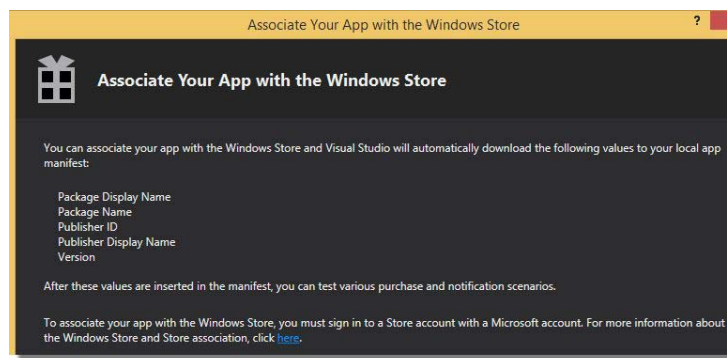 Associate Your App with the Windows Store
?
Associate Your App with the Windows Store
You can associate your app with the Windows Store and Visual Studio will automatically download the following values to your local app
manifest:
Package Display Name
Package Name
Publisher ID
Publisher Display Name
Version
After these values are inserted in the manifest, you can test various purchase and notification scenarios.
To associate your app with the Windows Store, you must sign in to a Store account with a Microsoft account. For more information about
the Windows Store and Store association, click here.